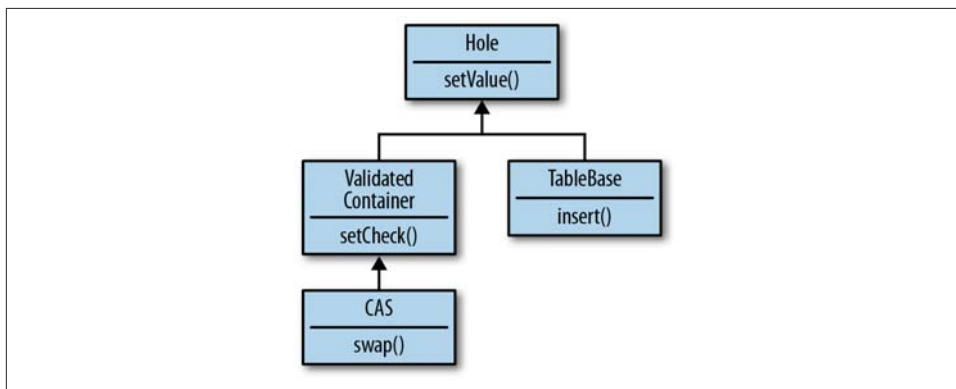 Hole
setValue()
Validated
Container
setCheck()
TableBase
insert()
CAS
swap()